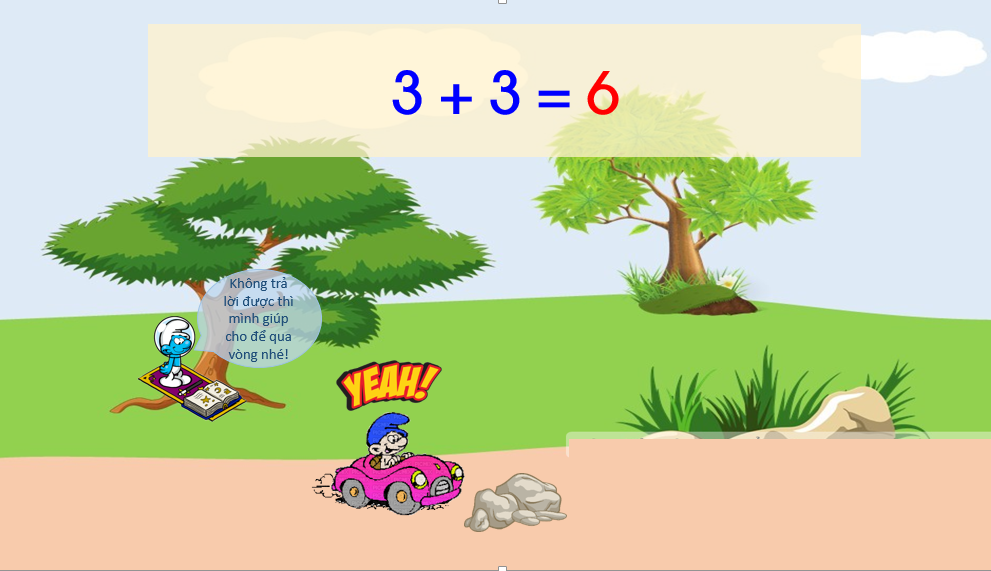 3 + 3 = 6
Không trả
lời được thì
mình giúp
cho để qua
vòng nhé!
YEAH!